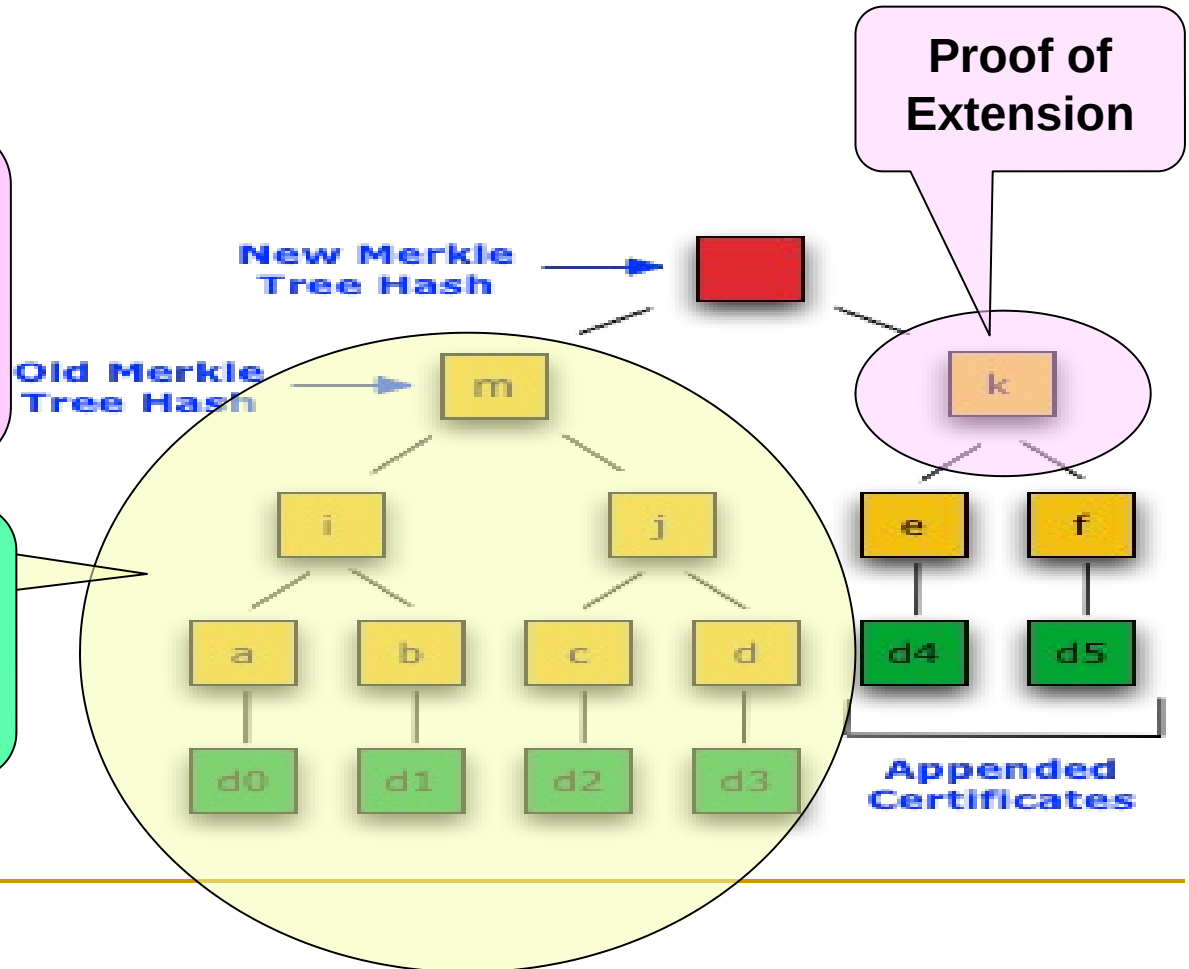 Proof of
Extension
New Merkle
Tree Hash
Old Merkle
Tree Hash
m
k
i
j
e
f
a
b
c
d
d4
d5
d0
d1
d2
d3
Appended
Certificates